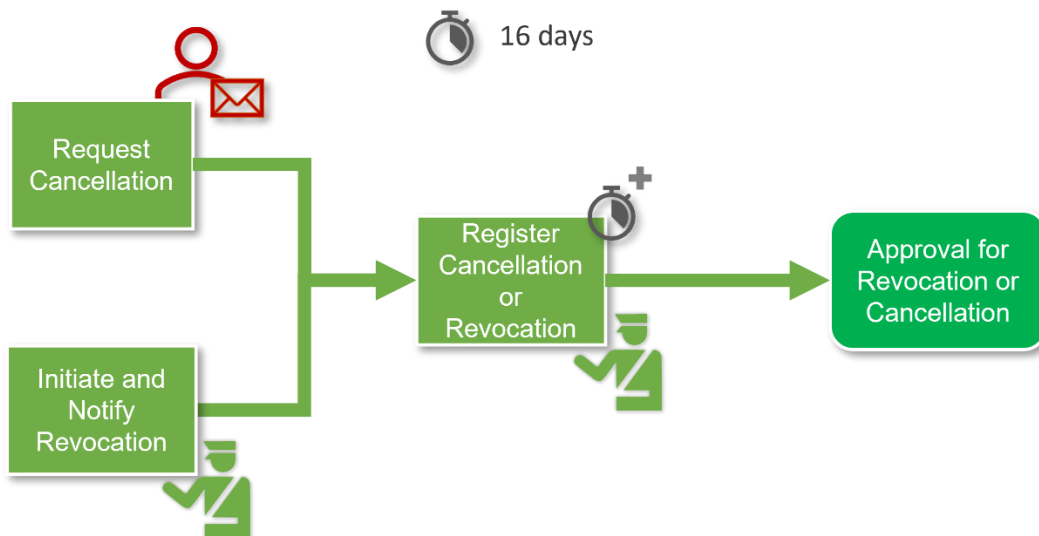 16 days
Request
Cancellation
Register
Cancellation
or
Revocation
Approval for
Revocation or
Cancellation
Initiate and
Notify
Revocation